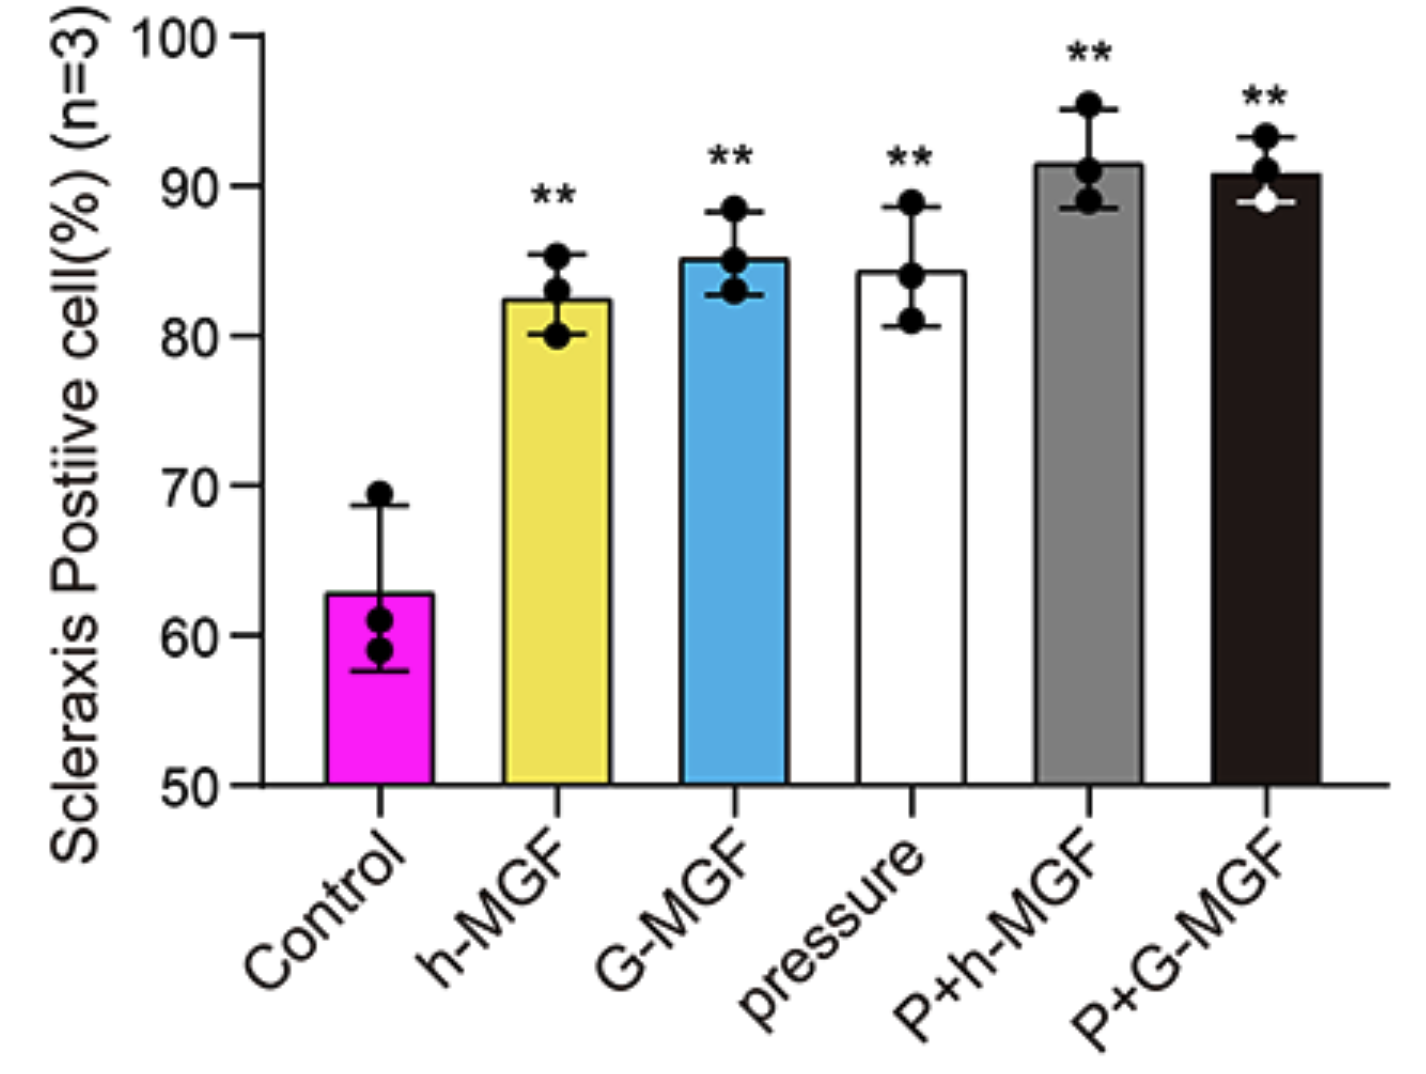 Scleraxis Postiive cell(%) (n=3)
100
90
80
70
60
50
**
**
**
**
**
Control
h-MGF
G-MGF
pressure
P+h-MGF
P+G-MGF